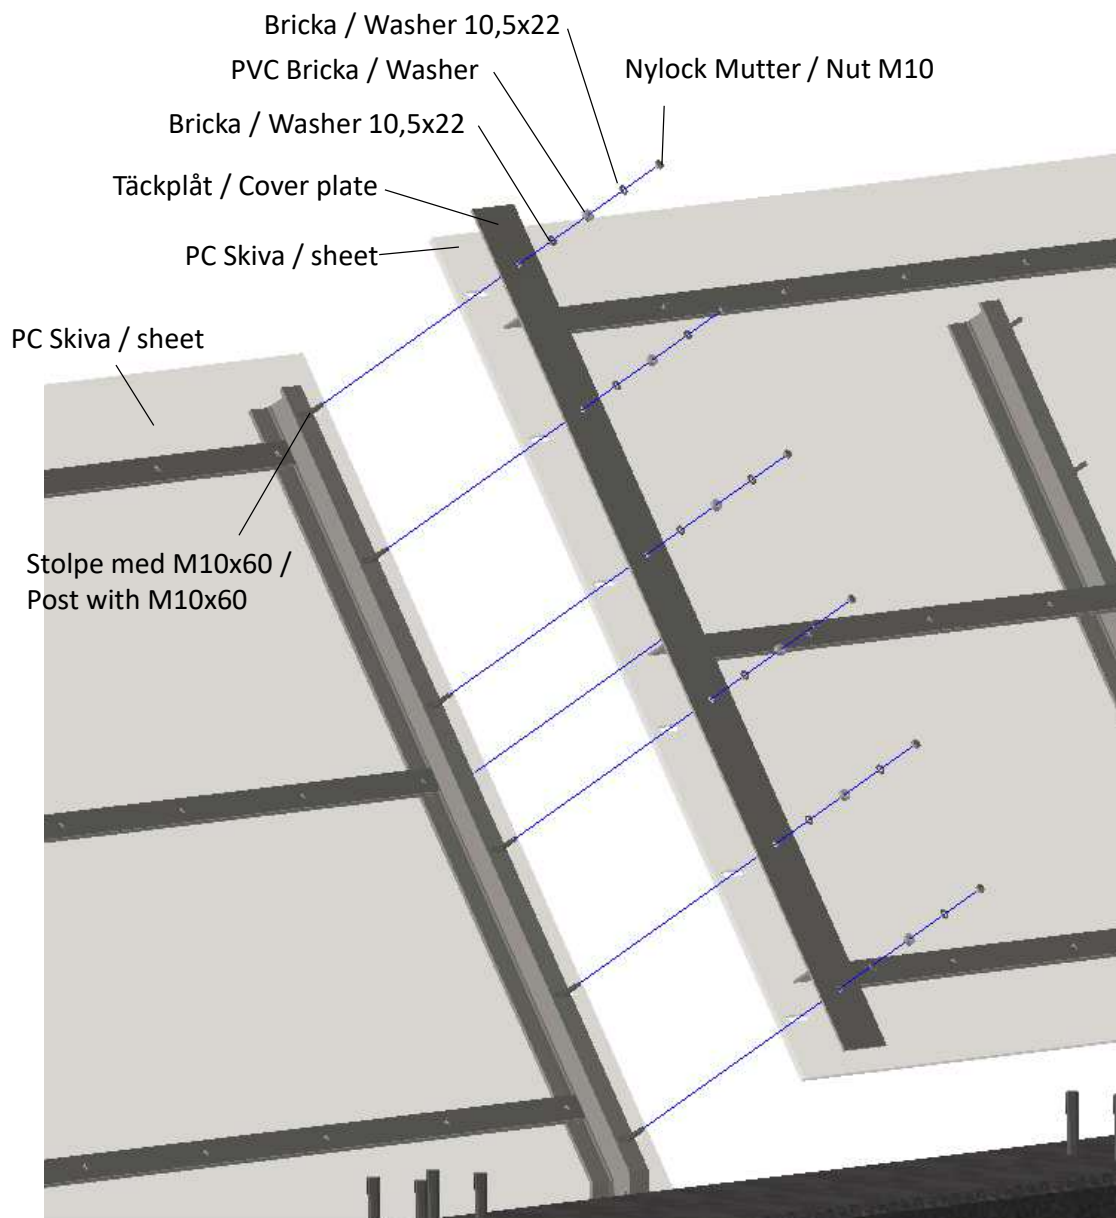 Bricka / Washer 10,5x22
PVC Bricka / Washer
Nylock Mutter / Nut M10
Bricka / Washer 10,5x22
Täckplåt / Cover plate
PC Skiva / sheet
PC Skiva / sheet
Stolpe med M10x60 /
Post with M10x60